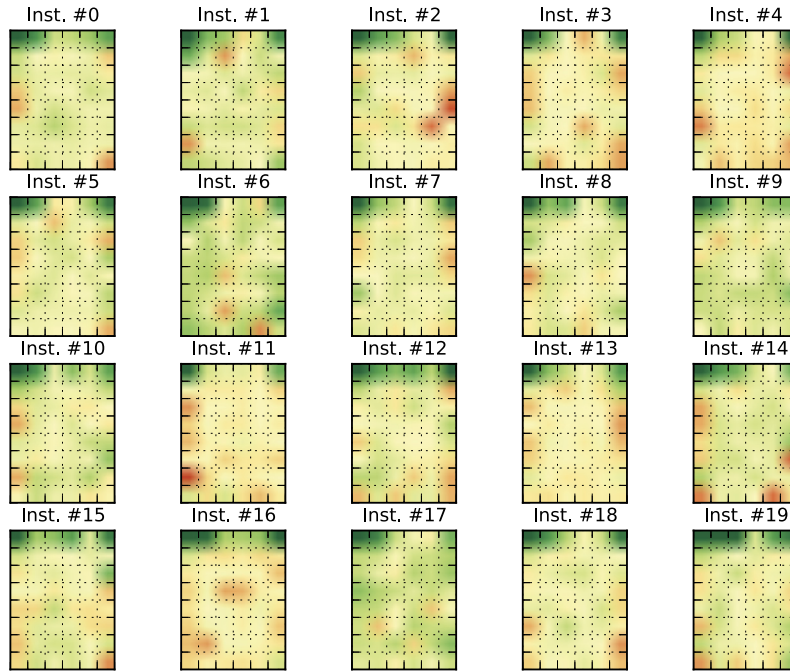 Inst. #0
Inst. #1
Inst. #2
Inst. #3
Inst. #4
Inst. #5
Inst. #6
Inst. #7
Inst. #8
Inst. #9
Inst. #10
Inst. #11
Inst. #12
Inst. #13
Inst. #14
Inst. #15
Inst. #16
Inst. #17
Inst. #18
Inst. #19